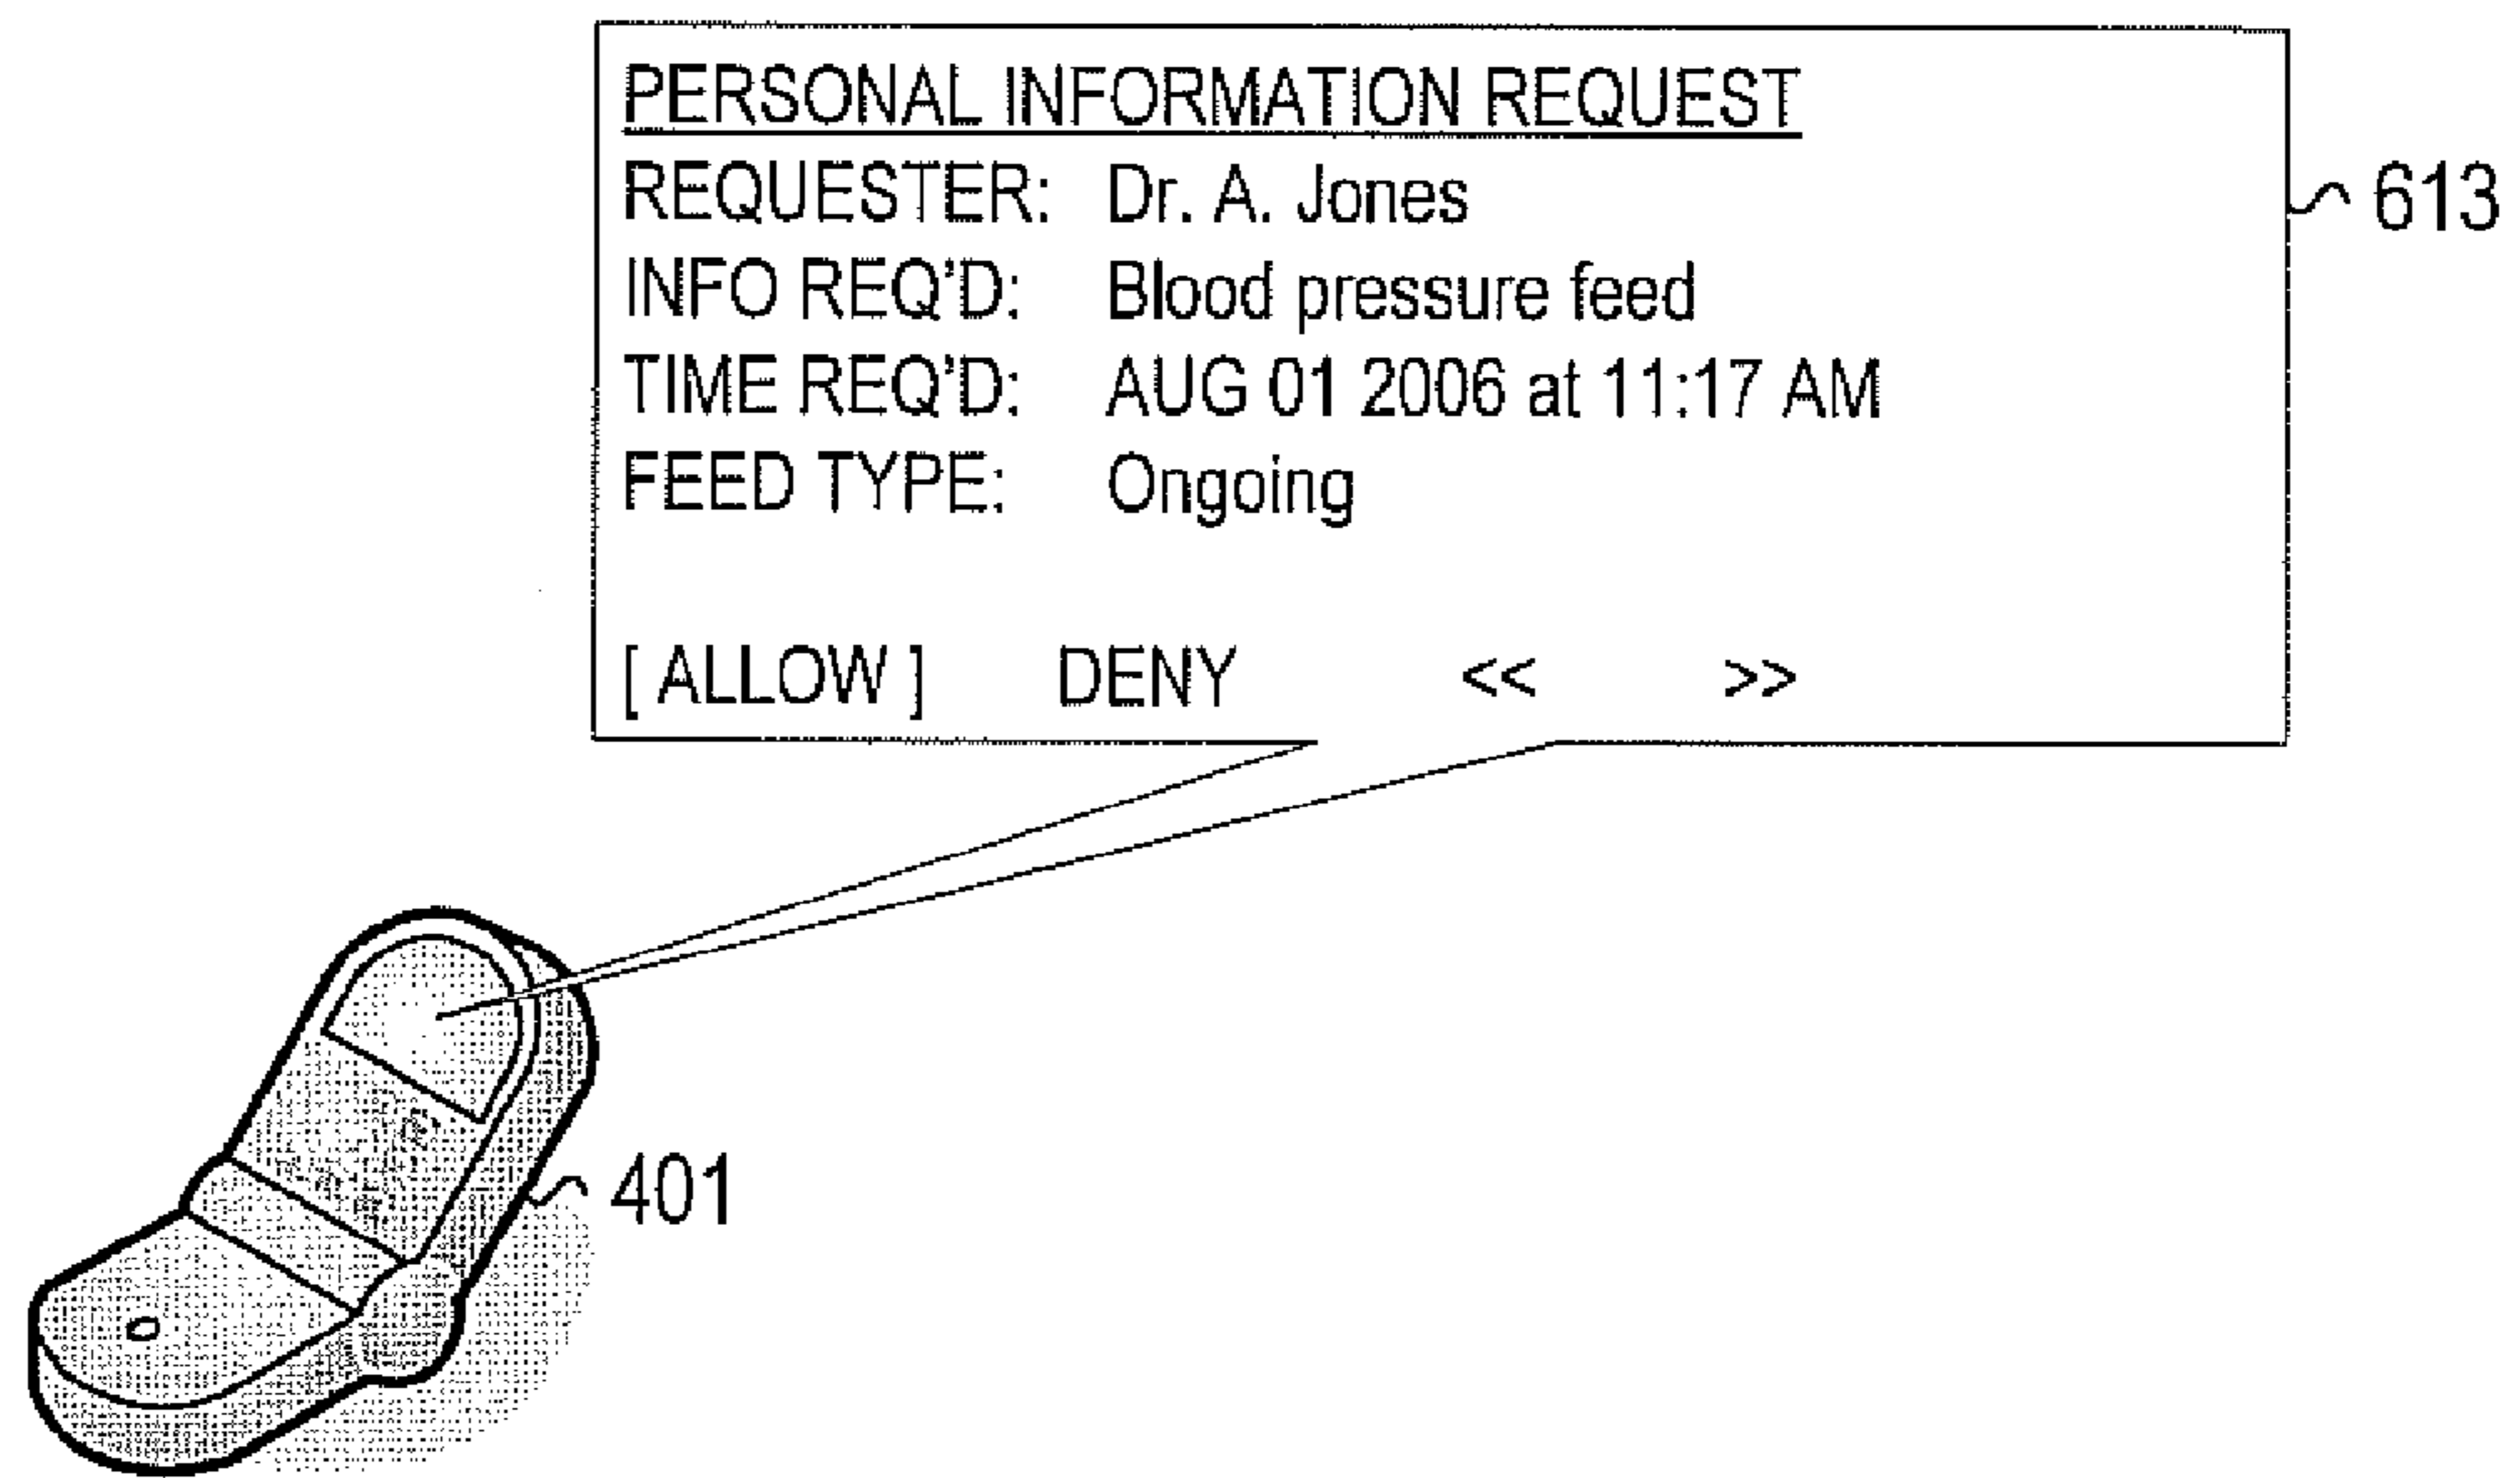 PERSONAL INFORMATION REQUEST
REQUESTER: Dr. A. Jones
613
INFO REQ'D: Blood pressure feed
TIME REQ'D: AUG 01 2006 at 11:17 AM
FEED TYPE: Ongoing
[ ALLOW ] DENY << >>
401